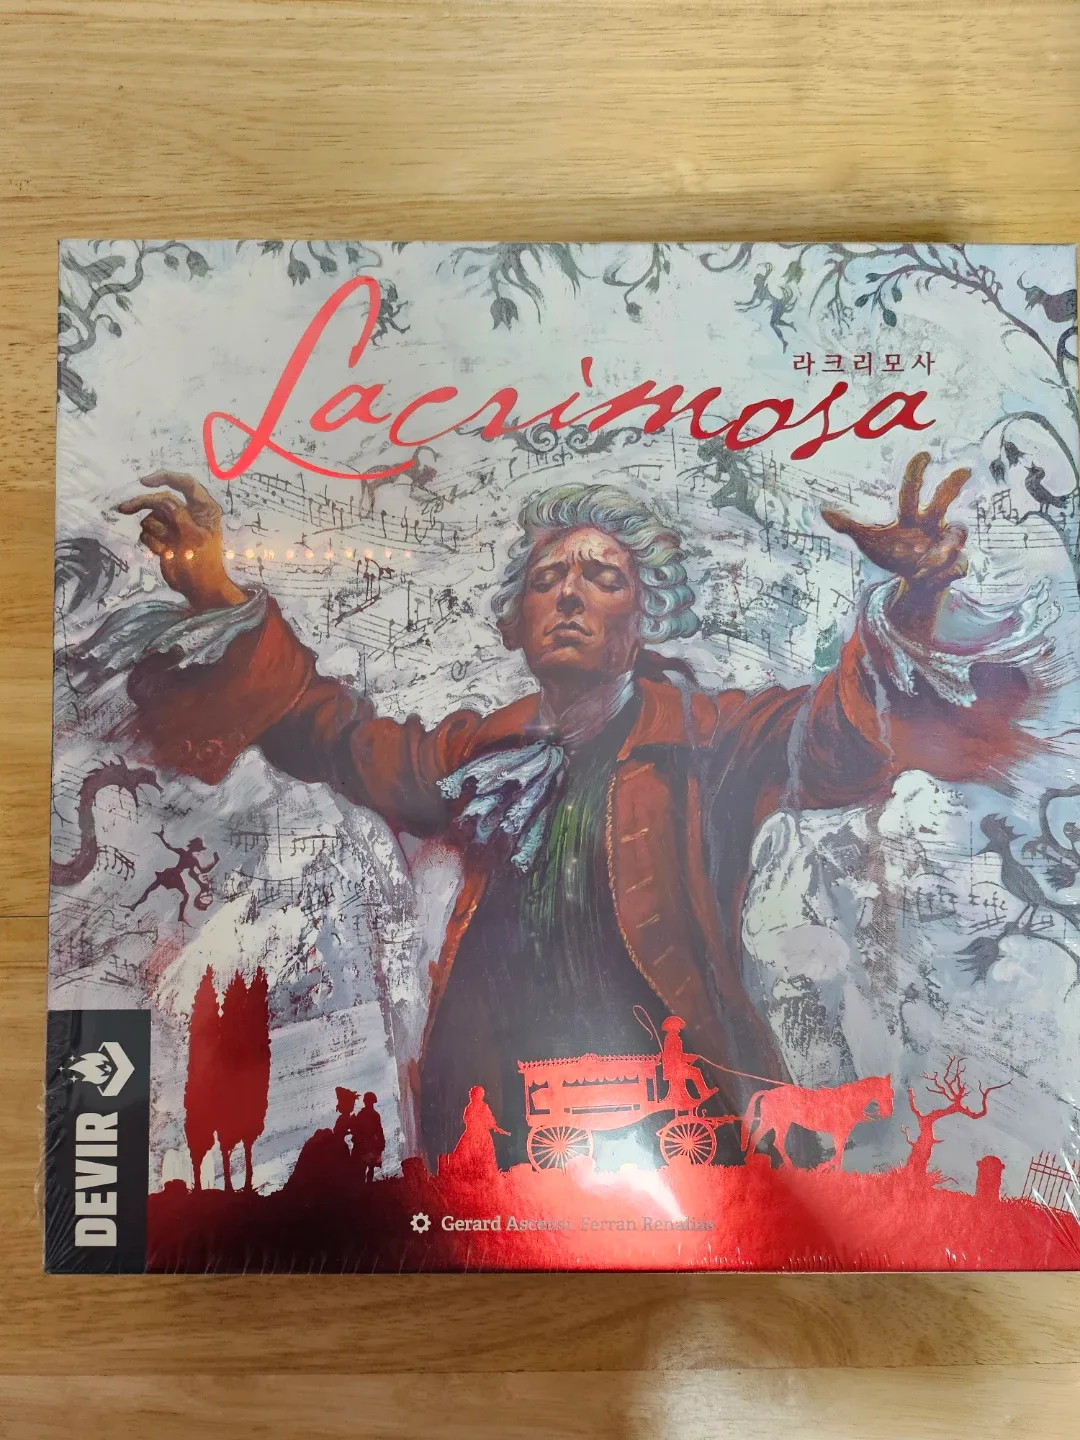 라크리모사
Lacrimosa
DEVIR
Gerard Ascensi, Ferran Renalias